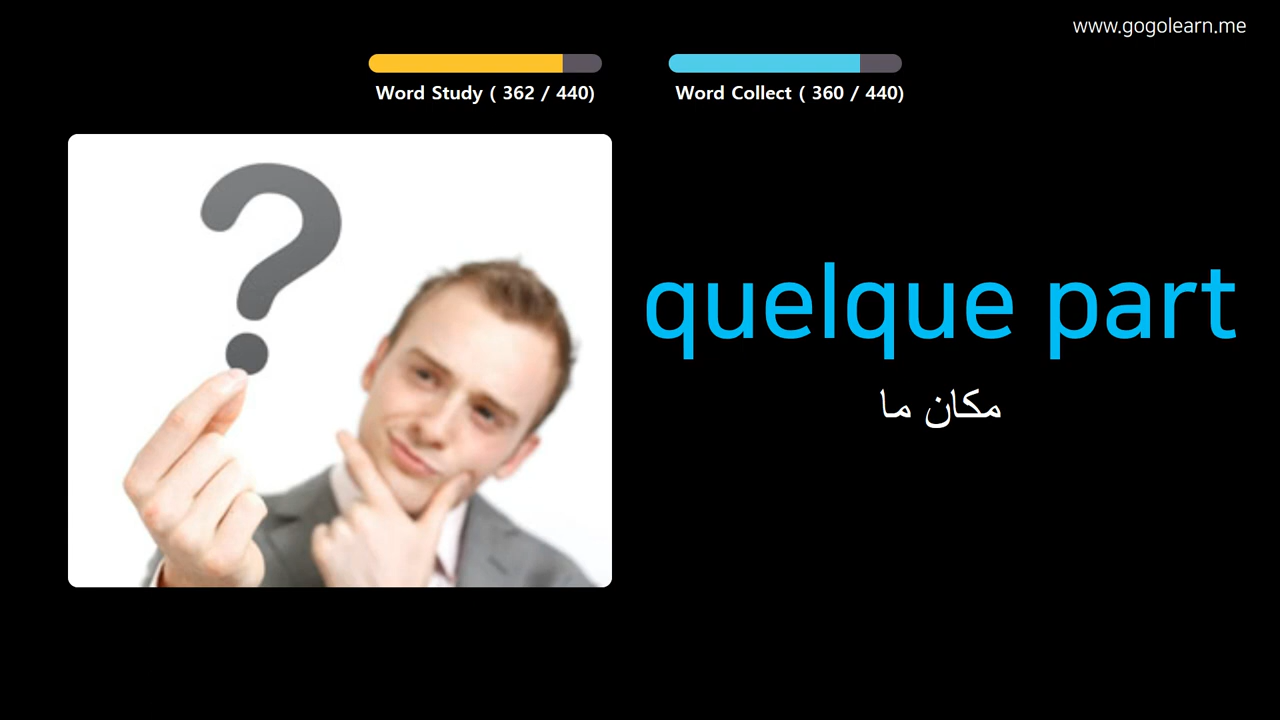 www.gogolearn.me
Word Study ( 362 / 440)
Word Collect ( 360 / 440)
?
quelque part
مكان ما